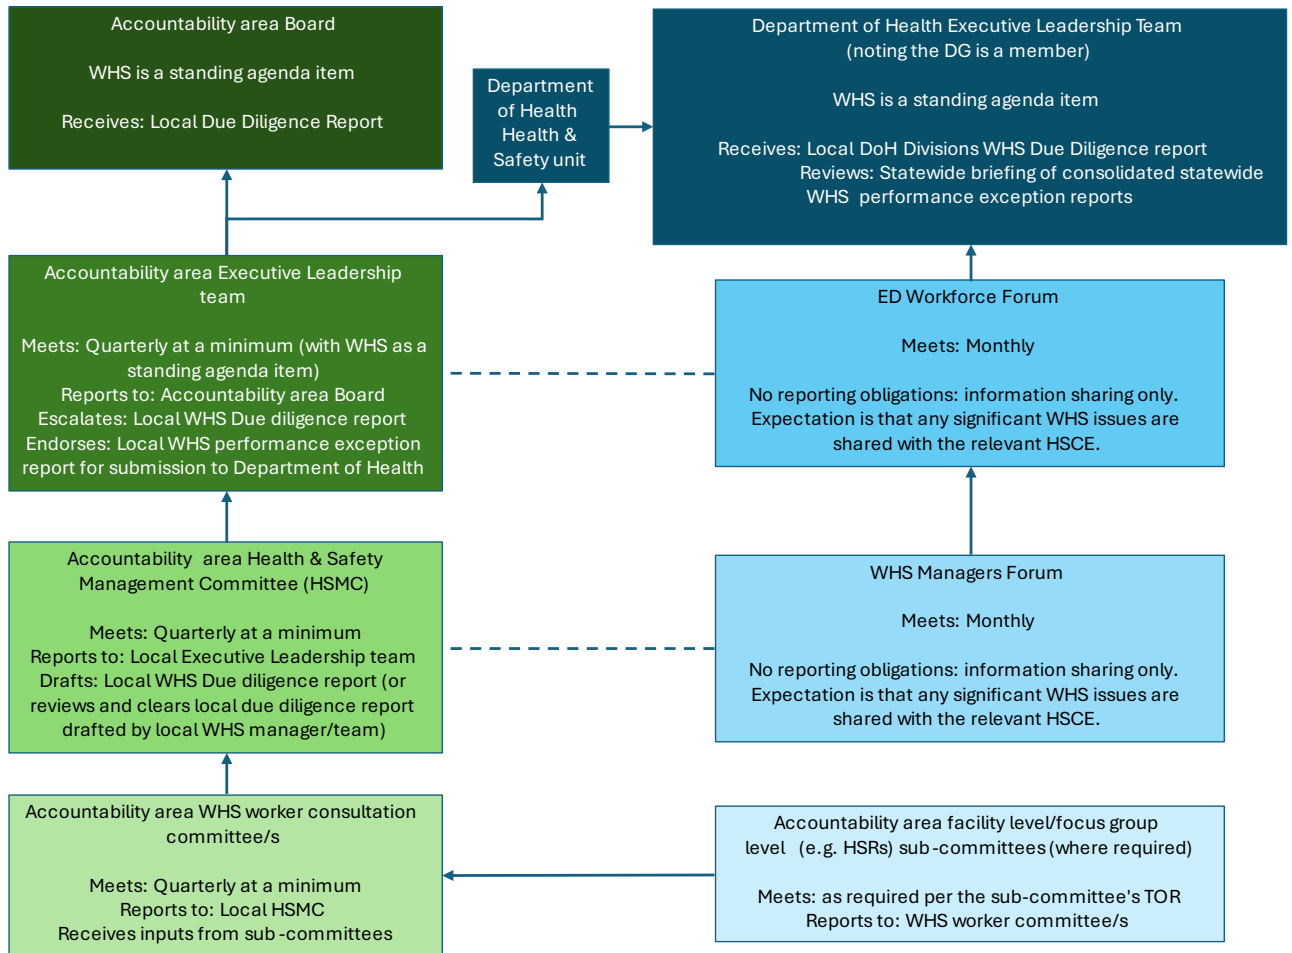 Accountability area Board
WHS is a standing agenda item
Receives: Local Due Diligence Report
Department
of Health
Health &
Safety unit
Department of Health Executive Leadership Team
(noting the DG is a member)
WHS is a standing agenda item
Receives: Local DoH Divisions WHS Due Diligence report
Reviews: Statewide briefing of consolidated statewide
WHS performance exception reports
Accountability area Executive Leadership
team
Meets: Quarterly at a minimum (with WHS as a
standing agenda item)
Reports to: Accountability area Board
Escalates: Local WHS Due diligence report
Endorses: Local WHS performance exception
report for submission to Department of Health
ED Workforce Forum
Meets: Monthly
No reporting obligations: information sharing only.
Expectation is that any significant WHS issues are
shared with the relevant HSCE.
Accountability area Health & Safety
Management Committee (HSMC)
Meets: Quarterly at a minimum
Reports to: Local Executive Leadership team
Drafts: Local WHS Due diligence report (or
reviews and clears local due diligence report
drafted by local WHS manager/team)
WHS Managers Forum
Meets: Monthly
No reporting obligations: information sharing only.
Expectation is that any significant WHS issues are
shared with the relevant HSCE.
Accountability area WHS worker consultation
committee/s
Meets: Quarterly at a minimum
Reports to: Local HSMC
Receives inputs from sub-committees
Accountability area facility level/focus group
level (e.g. HSRs) sub-committees (where required)
Meets: as required per the sub-committee's TOR
Reports to: WHS worker committee/s